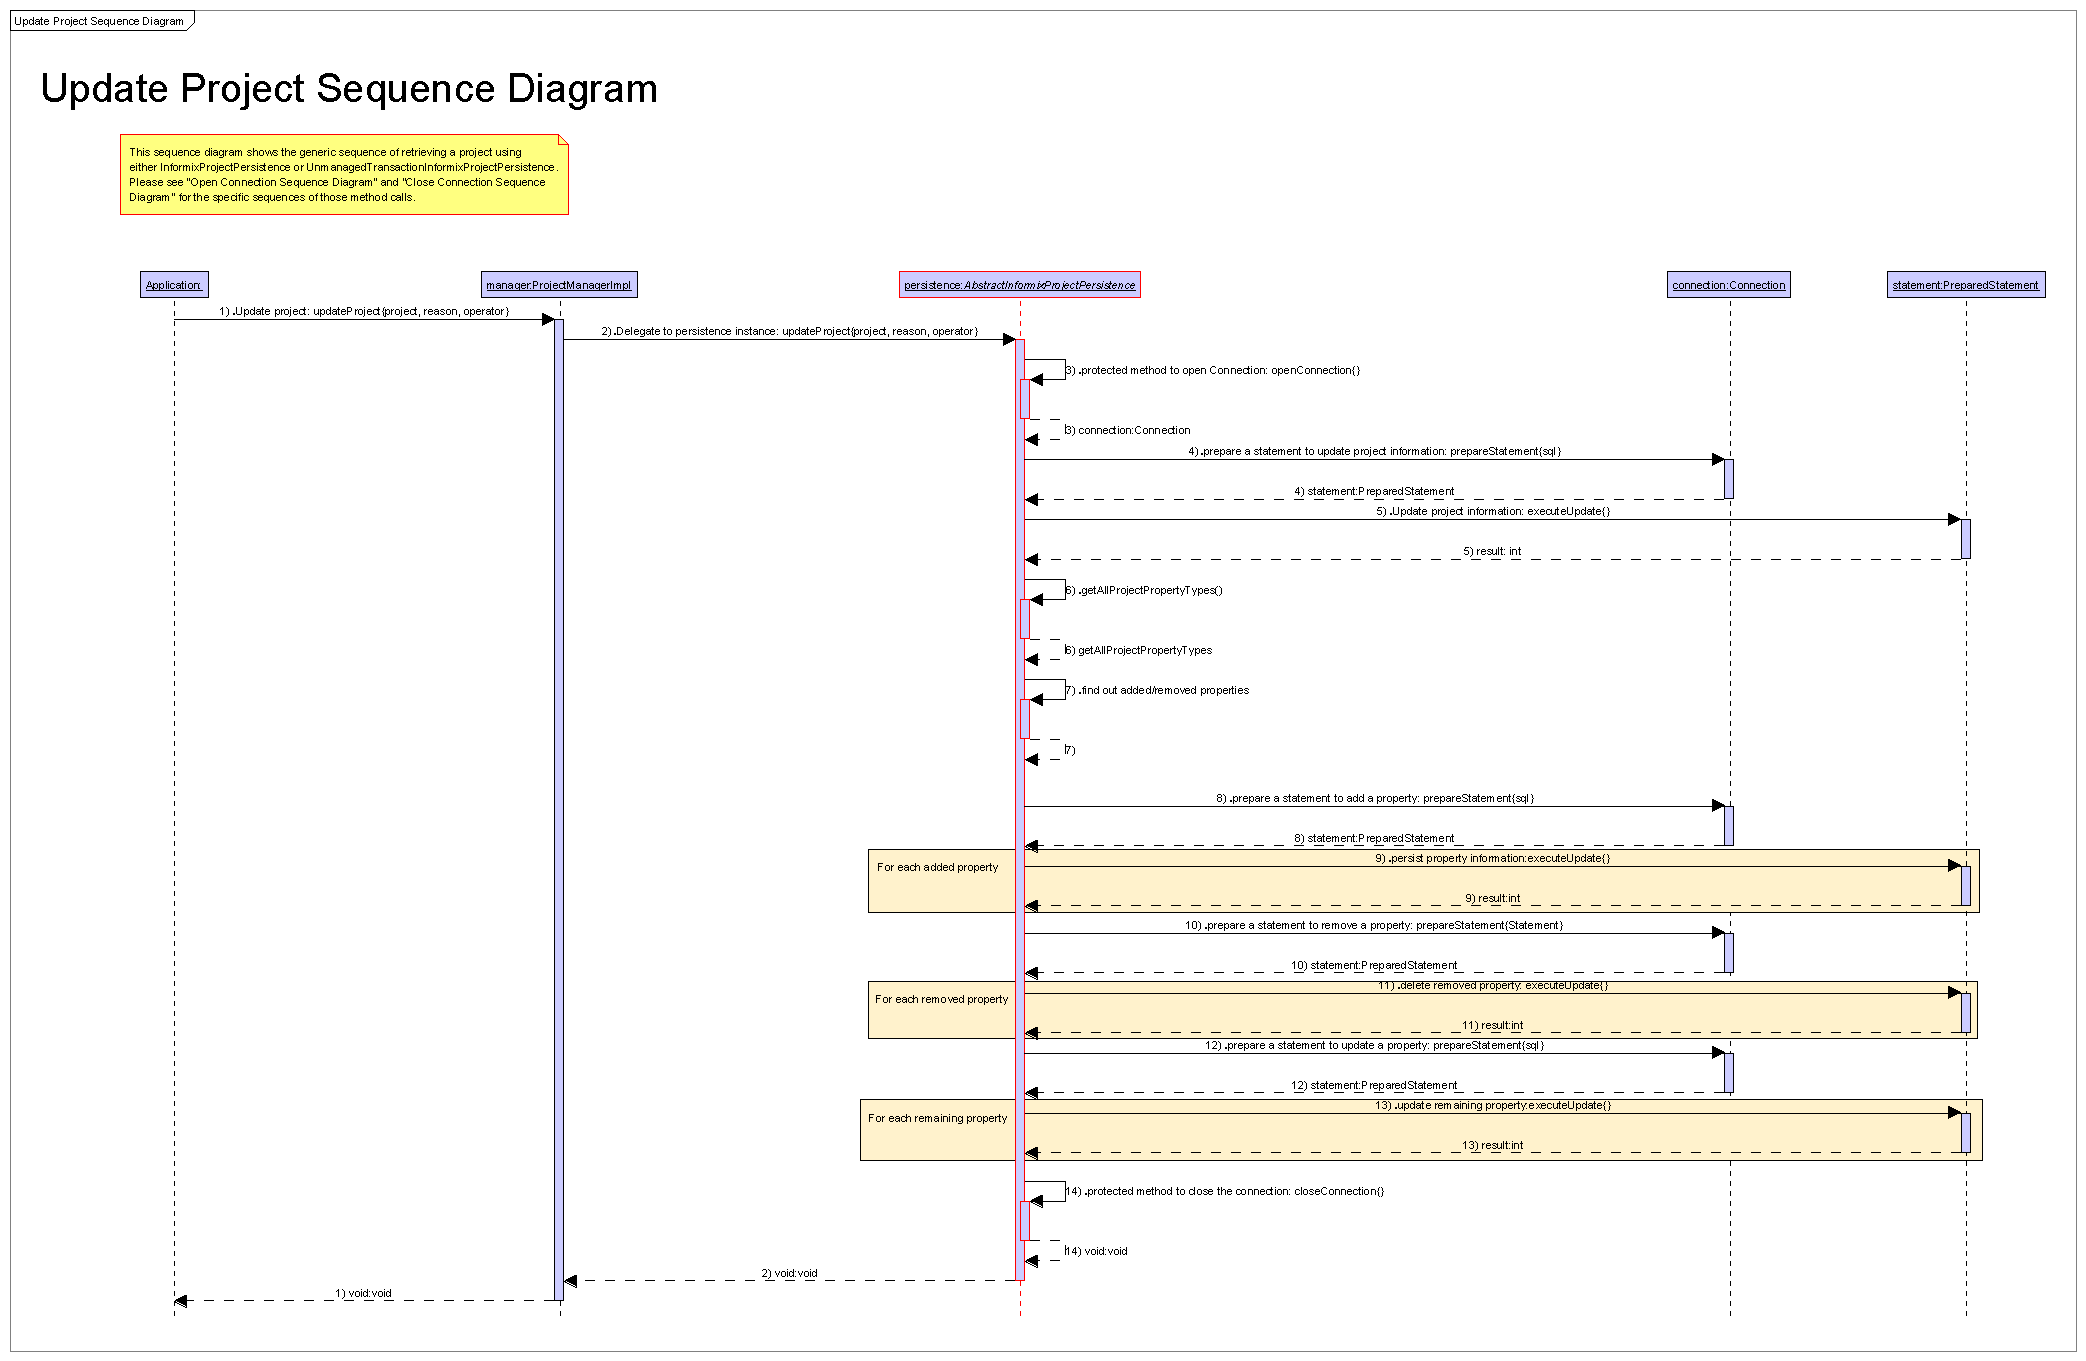 Update Project Sequence Diagram
Update Project Sequence Diagram
This sequence diagram shows the generic sequence of retrieving a project using
either InformixProjectPersistence or UnmanagedTransactionInformixProjectPersistence.
Please see "Open Connection Sequence Diagram" and "Close Connection Sequence
Diagram" for the specific sequences of those method calls.
Application:
manager:ProjectManagerImpl
persistence:AbstractInformixProjectPersistence
connection:Connection
statement:PreparedStatement
1) .Update project: updateProject{project, reason, operator}
2) .Delegate to persistence instance: updateProject{project, reason, operator}
3) .protected method to open Connection: openConnection{}
3) connection:Connection
4) .prepare a statement to update project information: prepareStatement{sql}
4) statement:PreparedStatement
5) .Update project information: executeUpdate{}
5) result: int
6) .getAllProjectPropertyTypes()
6) getAllProjectPropertyTypes
7) .find out added/removed properties
7)
8) .prepare a statement to add a property: prepareStatement{sql}
8) statement:PreparedStatement
9) .persist property information:executeUpdate{}
For each added property
9) result:int
10) .prepare a statement to remove a property: prepareStatement{Statement}
10) statement:PreparedStatement
11) .delete removed property: executeUpdate{}
For each removed property
11) result:int
12) .prepare a statement to update a property: prepareStatement{sql}
12) statement:PreparedStatement
13) .update remaining property:executeUpdate{}
For each remaining property
13) result:int
14) .protected method to close the connection: closeConnection{}
14) void:void
2) void:void
1) void:void